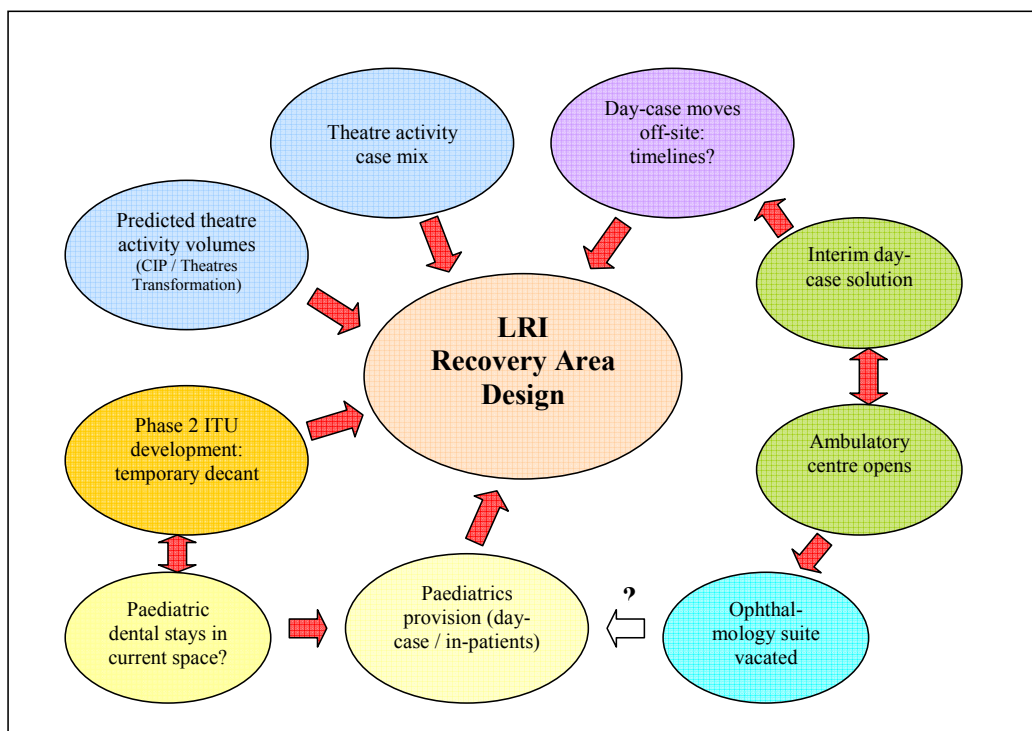 Theatre activity
case mix
Day-case moves
off-site:
timelines?
Predicted theatre
activity volumes
(CIP / Theatres
Transformation)
Interim day-
case solution
LRI
Recovery Area
Design
Phase 2 ITU
development:
temporary decant
Ambulatory
centre opens
Paediatric
dental stays in
current space?
Paediatrics
provision (day-
case / in-patients)
?
Ophthal-
mology suite
vacated